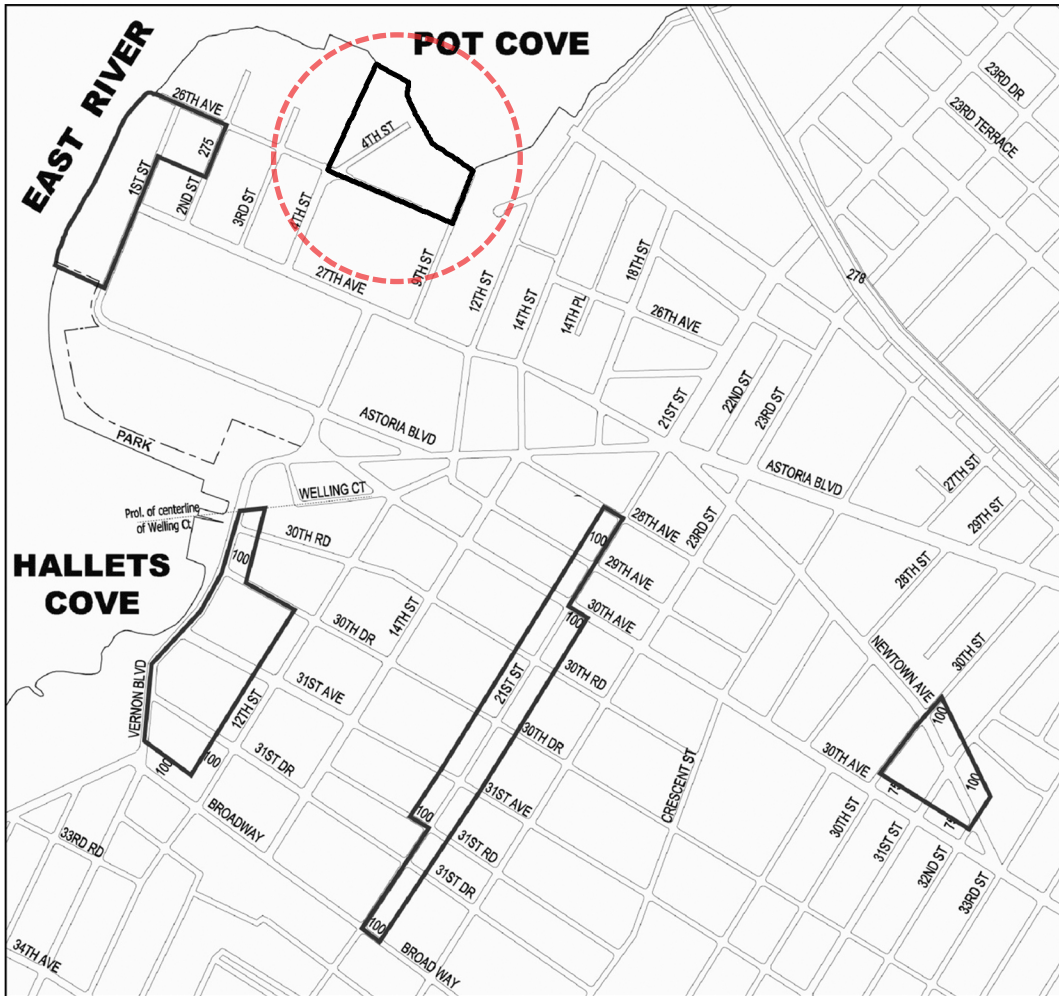 POT COVE
EAST RIVER
26TH AVE
275
1ST ST
2ND ST
3RD ST
4TH ST
4TH ST
9TH ST
27TH AVE
12TH ST
14TH ST
14TH PL
18TH ST
26TH AVE
23RD DR
23RD TERRACE
278
21ST ST
22ND ST
23RD ST
ASTORIA BLVD
ASTORIA BLVD
27TH ST
29TH ST
28TH ST
30TH ST
PARK
WELLING CT
Prol. of centerline
of Welling Ct.
HALLETS
COVE
100
30TH RD
30TH DR
14TH ST
31ST AVE
12TH ST
31ST DR
VERNON BLVD
100
100
BROADWAY
33RD RD
34TH AVE
28TH AVE
23RD ST
100
29TH AVE
30TH AVE
100
30TH RD
21ST ST
30TH DR
31ST AVE
100
31ST RD
31ST DR
100
BROADWAY
CRESCENT ST
NEWTOWN AVE
100
30TH AVE
75
100
75
30TH ST
31ST ST
32ND ST
33RD ST